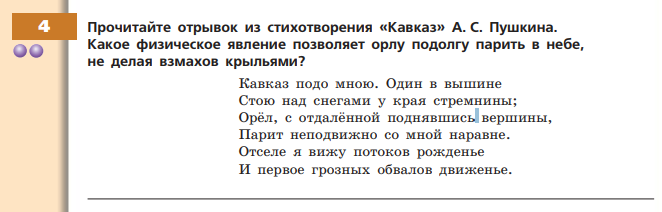 4
Прочитайте отрывок из стихотворения «Кавказ» А. С. Пушкина.
Какое физическое явление позволяет орлу подолгу парить в небе,
не делая взмахов крыльями?
Кавказ подо мною. Один в вышине
Стою над снегами у края стремнины;
Орёл, с отдалённой поднявшись вершины,
Парит неподвижно со мной наравне.
Отселе я вижу потоков рожденье
И первое грозных обвалов движенье.